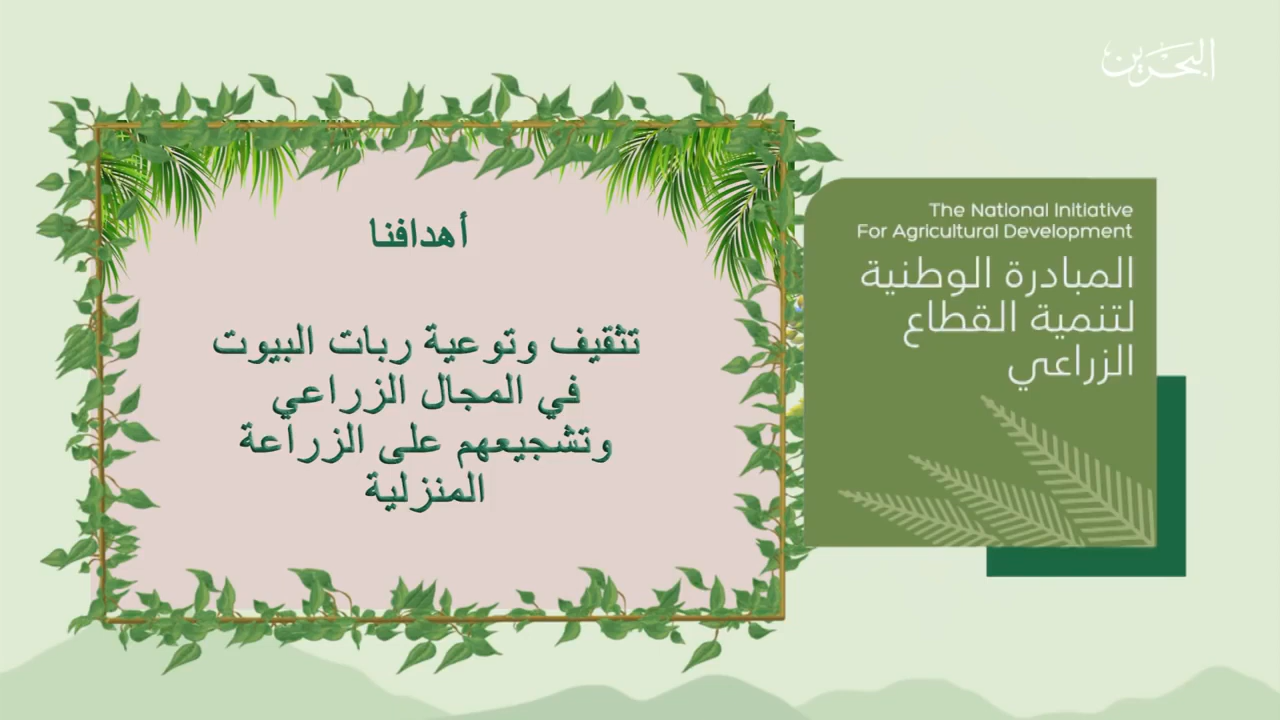 البحرين
أهدافنا
تثقيف وتوعية ربات البيوت
في المجال الزراعي
وتشجيعهم على الزراعة
المنزلية
The National Initiative
For Agricultural Development
المبادرة الوطنية
لتنمية القطاع
الزراعي